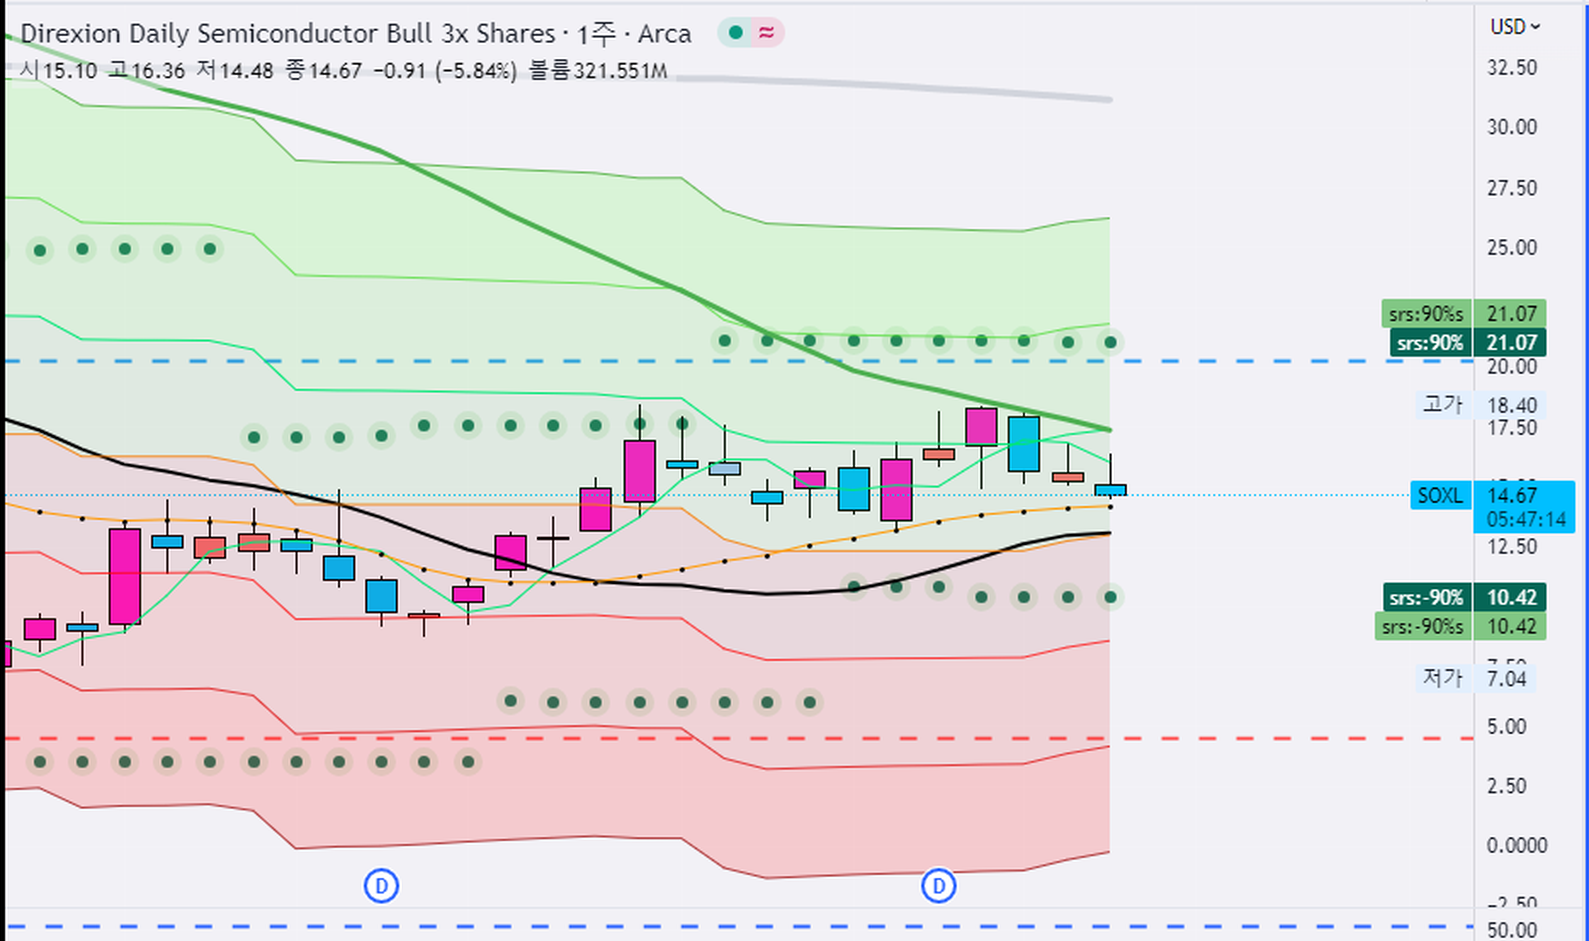 Direxion Daily Semiconductor Bull 3x Shares · 1주 · Arca
시15.10 고16.36 저14.48 종14.67 −0.91 (−5.84%) 볼륨321.551M
USD
32.50
30.00
27.50
25.00
srs:90%s 21.07
srs:90% 21.07
20.00
고가 18.40
17.50
SOXL 14.67
05:47:14
12.50
srs:-90% 10.42
srs:-90%s 10.42
7.50
저가 7.04
5.00
2.50
0.0000
−2.50
50.00
D
D